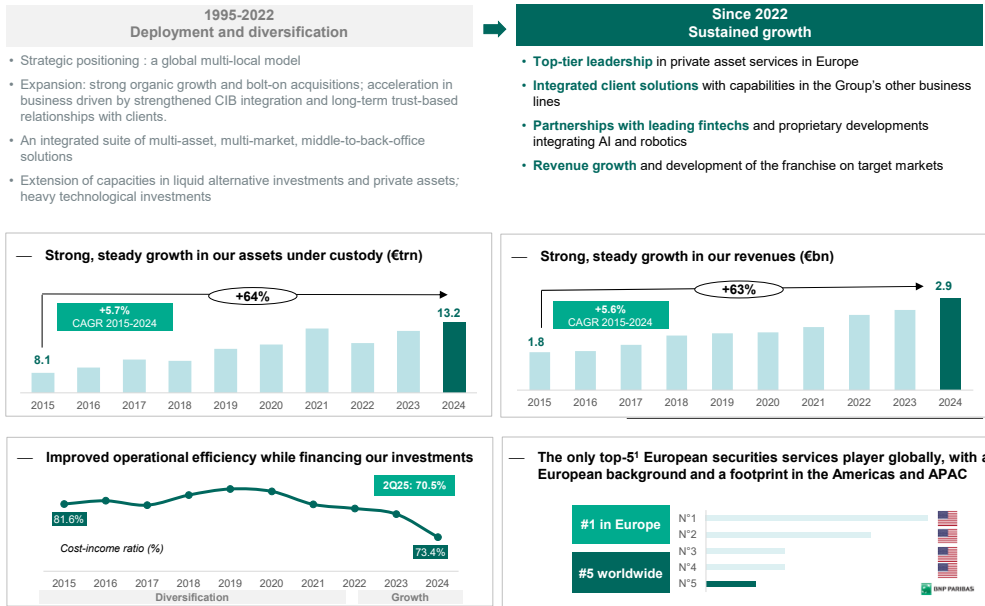 1995-2022
Deployment and diversification
Since 2022
Sustained growth
• Strategic positioning : a global multi-local model
• Expansion: strong organic growth and bolt-on acquisitions; acceleration in
business driven by strengthened CIB integration and long-term trust-based
relationships with clients.
• An integrated suite of multi-asset, multi-market, middle-to-back-office
solutions
• Extension of capacities in liquid alternative investments and private assets;
heavy technological investments
• Top-tier leadership in private asset services in Europe
• Integrated client solutions with capabilities in the Group's other business
lines
• Partnerships with leading fintechs and proprietary developments
integrating AI and robotics
• Revenue growth and development of the franchise on target markets
— Strong, steady growth in our assets under custody (€trn)
+64%
+5.7%
CAGR 2015-2024
8.1
13.2
2015 2016 2017 2018 2019 2020 2021 2022 2023 2024
— Strong, steady growth in our revenues (€bn)
+63%
+5.6%
CAGR 2015-2024
1.8
2.9
2015 2016 2017 2018 2019 2020 2021 2022 2023 2024
— Improved operational efficiency while financing our investments
2Q25: 70.5%
81.6%
Cost-income ratio (%)
73.4%
2015 2016 2017 2018 2019 2020 2021 2022 2023 2024
Diversification Growth
— The only top-5¹ European securities services player globally, with a
European background and a footprint in the Americas and APAC
#1 in Europe
#5 worldwide
N°1
N°2
N°3
N°4
N°5
BNP PARIBAS